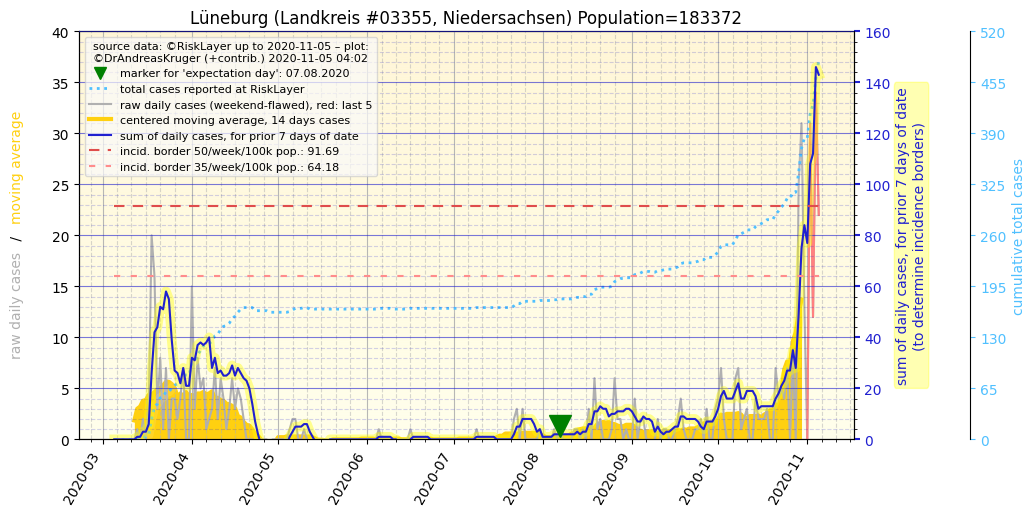 Lüneburg (Landkreis #03355, Niedersachsen) Population=183372
source data: ©RiskLayer up to 2020-11-05 – plot:
©DrAndreasKruger (+contrib.) 2020-11-05 04:02
marker for 'expectation day': 07.08.2020
total cases reported at RiskLayer
raw daily cases (weekend-flawed), red: last 5
centered moving average, 14 days cases
sum of daily cases, for prior 7 days of date
incid. border 50/week/100k pop.: 91.69
incid. border 35/week/100k pop.: 64.18
raw daily cases / moving average
40
35
30
25
20
15
10
5
0
2020-03
2020-04
2020-05
2020-06
2020-07
2020-08
2020-09
2020-10
2020-11
160
140
120
100
80
60
40
20
0
sum of daily cases, for prior 7 days of date
(to determine incidence borders)
520
455
390
325
260
195
130
65
0
cumulative total cases